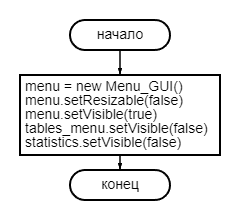 начало
menu = new Menu_GUI()
menu.setResizable(false)
menu.setVisible(true)
tables_menu.setVisible(false)
statistics.setVisible(false)
конец